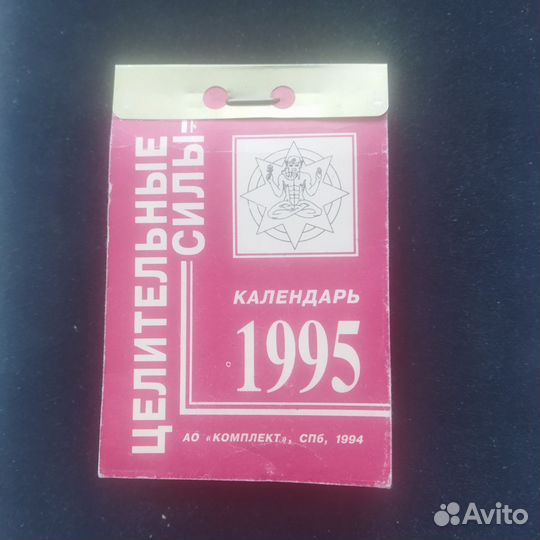 ЦЕЛИТЕЛЬНЫЕ
СИЛЫ
КАЛЕНДАРЬ
1995
АО «КОМПЛЕКТ», СПб, 1994
Avito